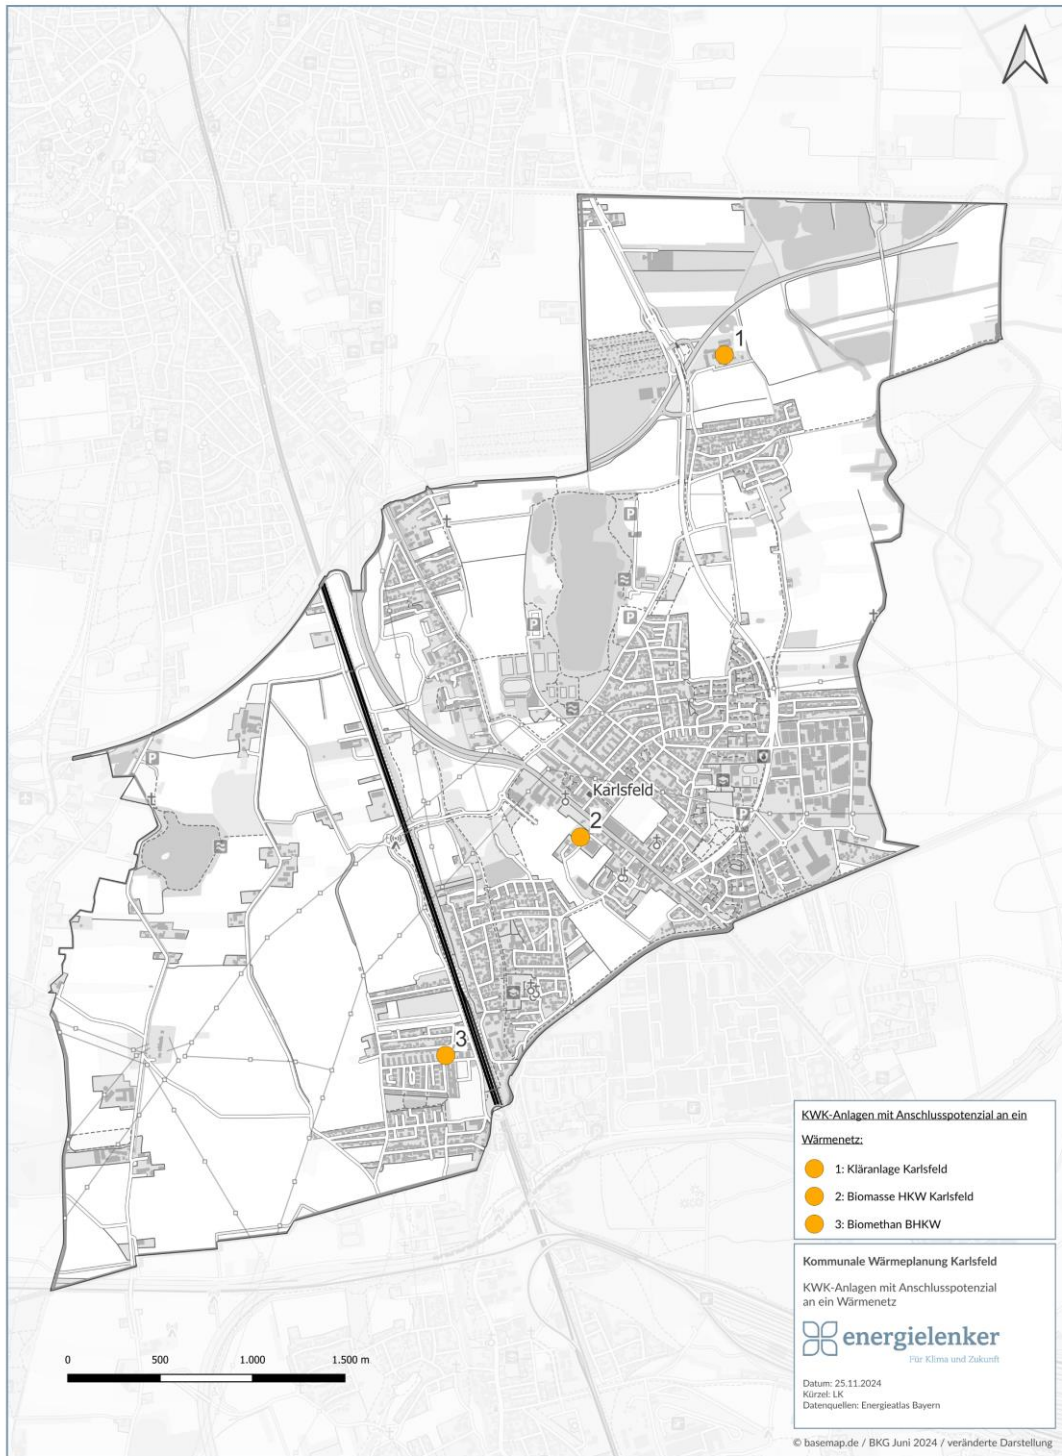 1
P
P
P
Karlsfeld
P
2
P
3
KWK-Anlagen mit Anschlusspotenzial an ein
Wärmenetz:
1: Kläranlage Karlsfeld
2: Biomasse HKW Karlsfeld
3: Biomethan BHKW
Kommunale Wärmeplanung Karlsfeld
KWK-Anlagen mit Anschlusspotenzial
an ein Wärmenetz
energielenker
Für Klima und Zukunft
Datum: 25.11.2024
Kürzel: LK
Datenquellen: Energieatlas Bayern
0 500 1.000 1.500 m
© basemap.de / BKG Juni 2024 / veränderte Darstellung